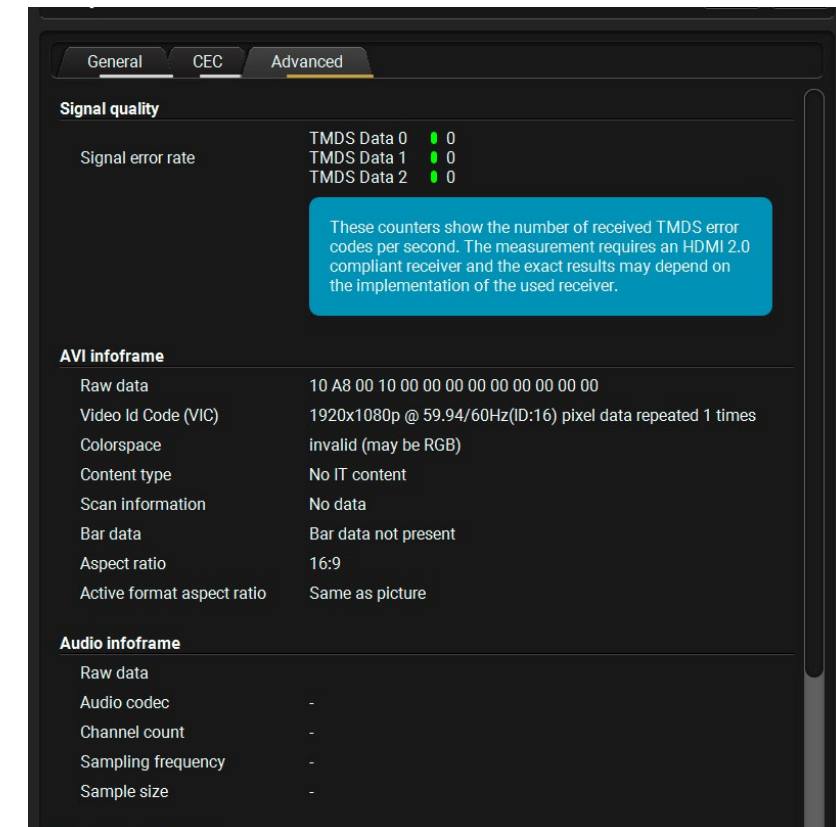 General CEC Advanced
Signal quality
Signal error rate
TMDS Data 0 0
TMDS Data 1 0
TMDS Data 2 0
These counters show the number of received TMDS error
codes per second. The measurement requires an HDMI 2.0
compliant receiver and the exact results may depend on
the implementation of the used receiver.
AVI infoframe
Raw data 10 A8 00 10 00 00 00 00 00 00 00 00 00
Video Id Code (VIC) 1920x1080p @ 59.94/60Hz(ID:16) pixel data repeated 1 times
Colorspace invalid (may be RGB)
Content type No IT content
Scan information No data
Bar data Bar data not present
Aspect ratio 16:9
Active format aspect ratio Same as picture
Audio infoframe
Raw data
Audio codec -
Channel count -
Sampling frequency -
Sample size -